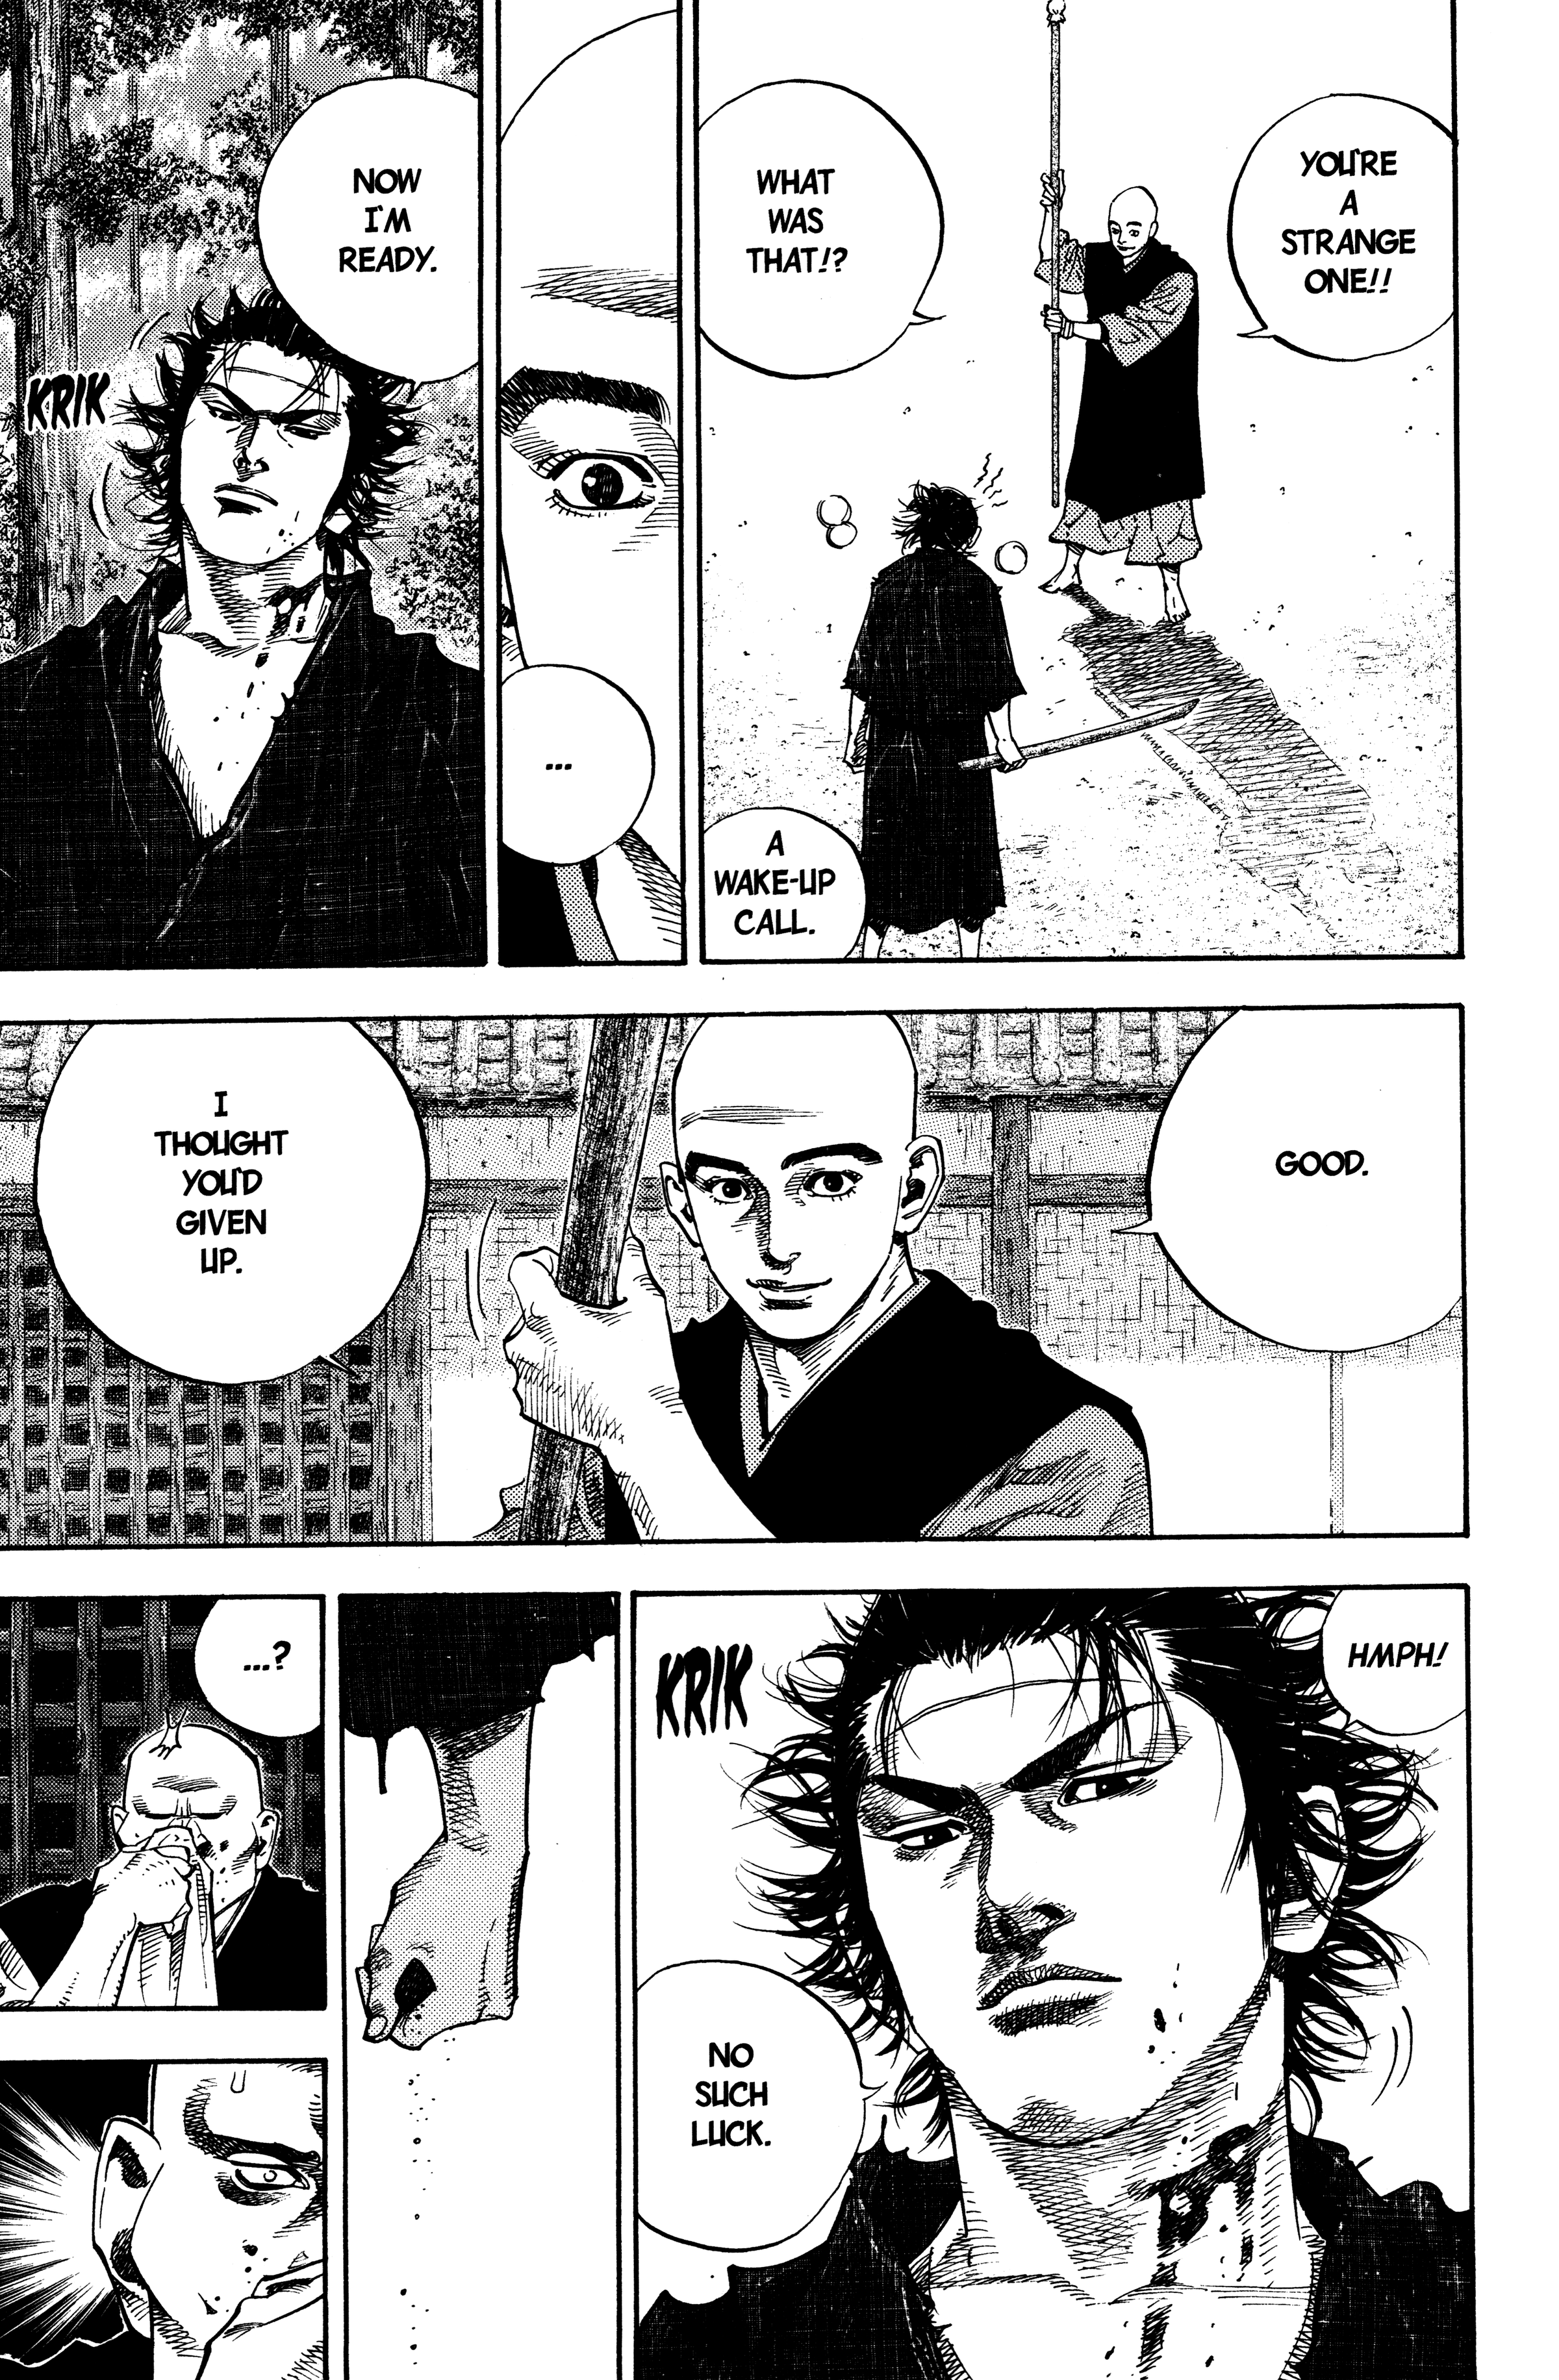 YOU'RE
A
STRANGE
ONE!!
WHAT
WAS
THAT!?
A
WAKE-UP
CALL.
...
NOW
I'M
READY.
KRIK
GOOD.
I
THOUGHT
YOU'D
GIVEN
UP.
HMPH!
KRIK
NO
SUCH
LUCK.
...?